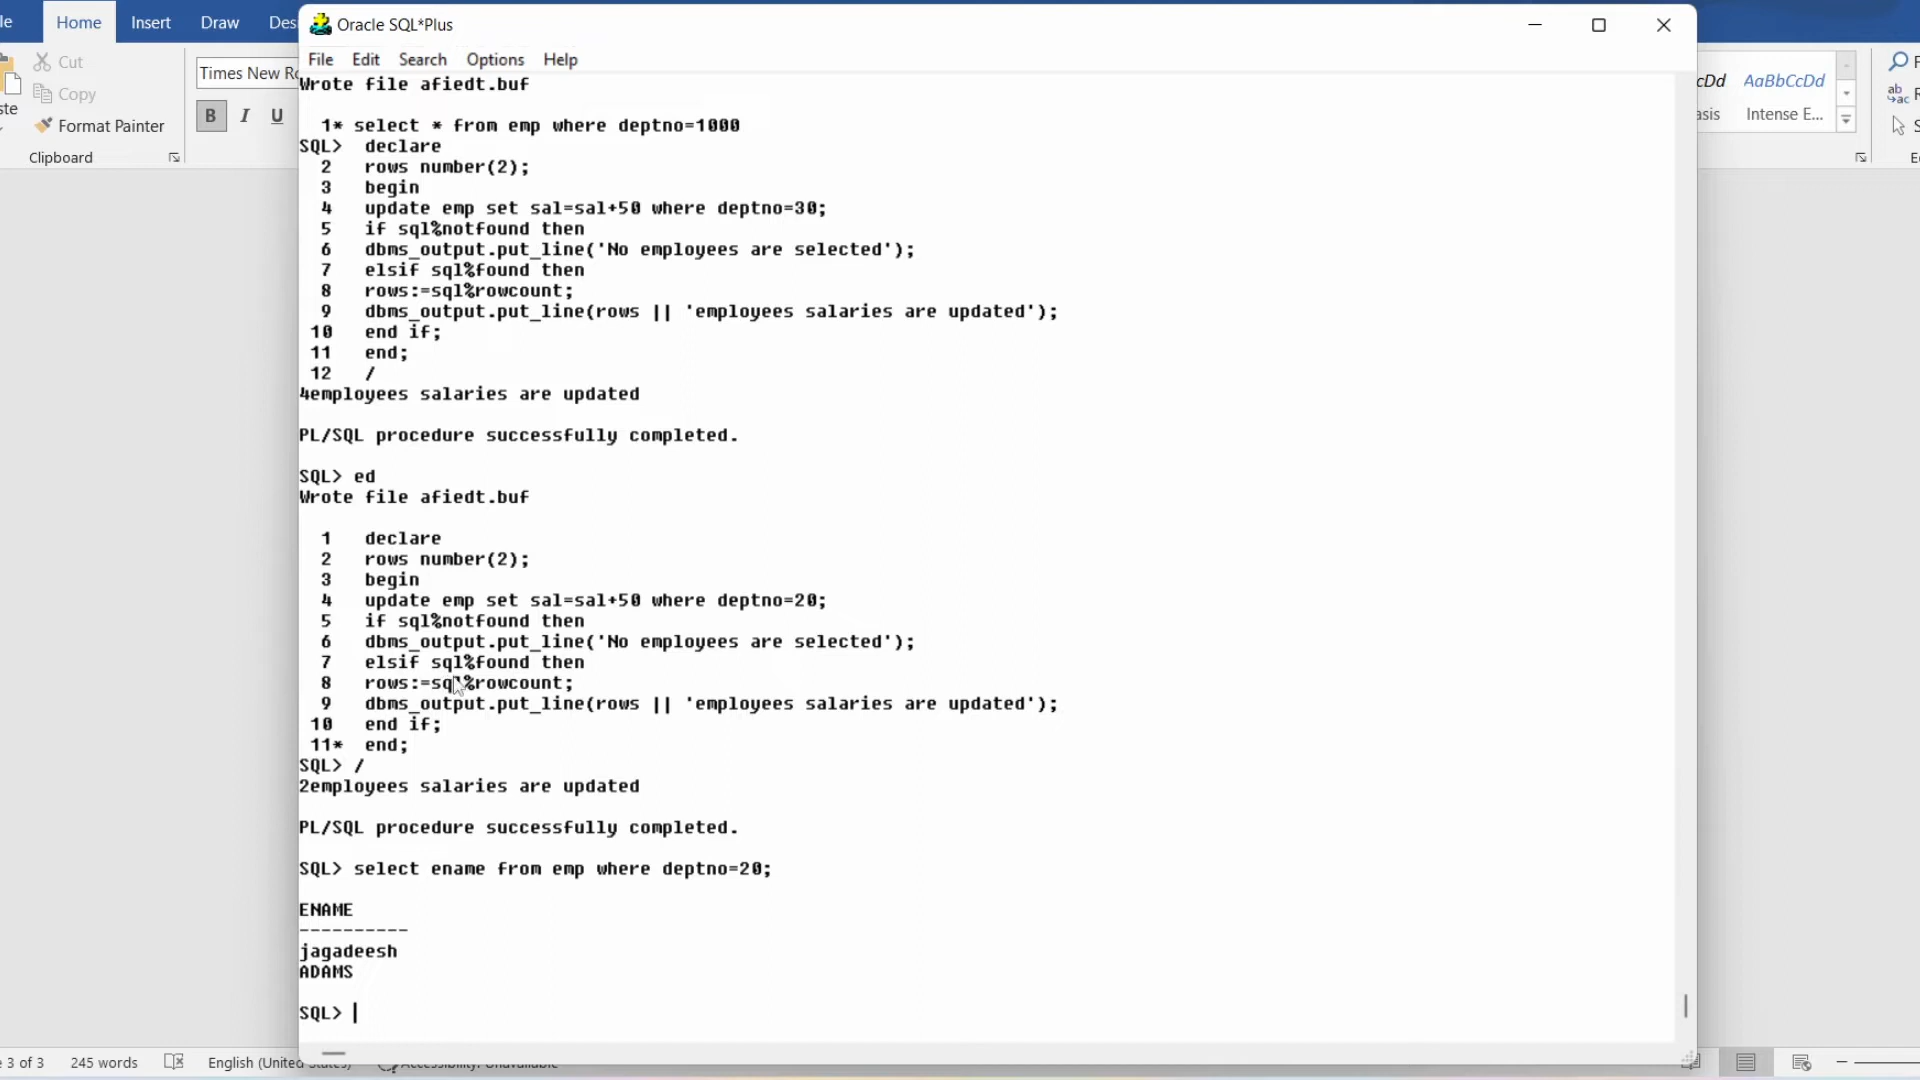 le Home Insert Draw Des
Cut
Copy
Format Painter
ste
Clipboard
Times New Ro
B I U
Oracle SQL*Plus
File Edit Search Options Help
Wrote file afiedt.buf
1* select * from emp where deptno=1000
SQL> declare
2 rows number(2);
3 begin
4 update emp set sal=sal+50 where deptno=30;
5 if sql%notfound then
6 dbms_output.put_line('No employees are selected');
7 elsif sql%found then
8 rows:=sql%rowcount;
9 dbms_output.put_line(rows || 'employees salaries are updated');
10 end if;
11 end;
12 /
4employees salaries are updated
PL/SQL procedure successfully completed.
SQL> ed
Wrote file afiedt.buf
1 declare
2 rows number(2);
3 begin
4 update emp set sal=sal+50 where deptno=20;
5 if sql%notfound then
6 dbms_output.put_line('No employees are selected');
7 elsif sql%found then
8 rows:=sql%rowcount;
9 dbms_output.put_line(rows || 'employees salaries are updated');
10 end if;
11* end;
SQL> /
2employees salaries are updated
PL/SQL procedure successfully completed.
SQL> select ename from emp where deptno=20;
ENAME
----------
jagadeesh
ADAMS
SQL>
cDd AaBbCcDd
asis Intense E...
3 of 3 245 words English (United States)